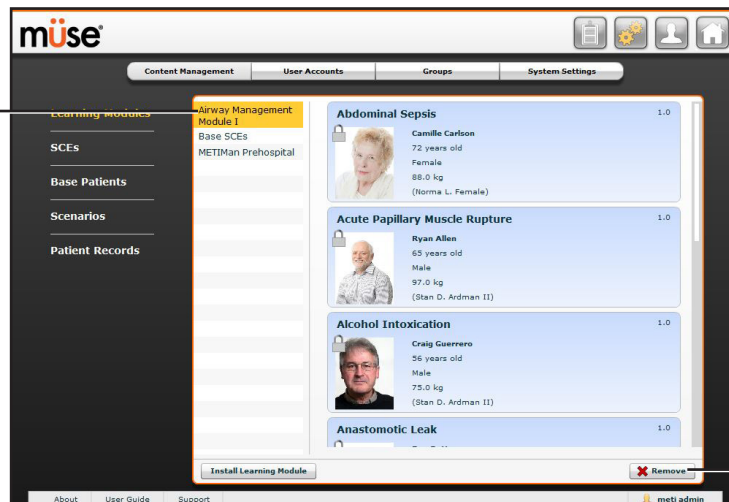 müse
Content Management
User Accounts
Groups
System Settings
Learning Modules
SCEs
Base Patients
Scenarios
Patient Records
Airway Management
Module I
Base SCEs
METIMan Prehospital
Abdominal Sepsis 1.0
Camille Carlson
72 years old
Female
88.0 kg
(Norma L. Female)
Acute Papillary Muscle Rupture 1.0
Ryan Allen
65 years old
Male
97.0 kg
(Stan D. Ardman II)
Alcohol Intoxication 1.0
Craig Guerrero
56 years old
Male
75.0 kg
(Stan D. Ardman II)
Anastomotic Leak 1.0
Install Learning Module
Remove
About
User Guide
Support
meti admin